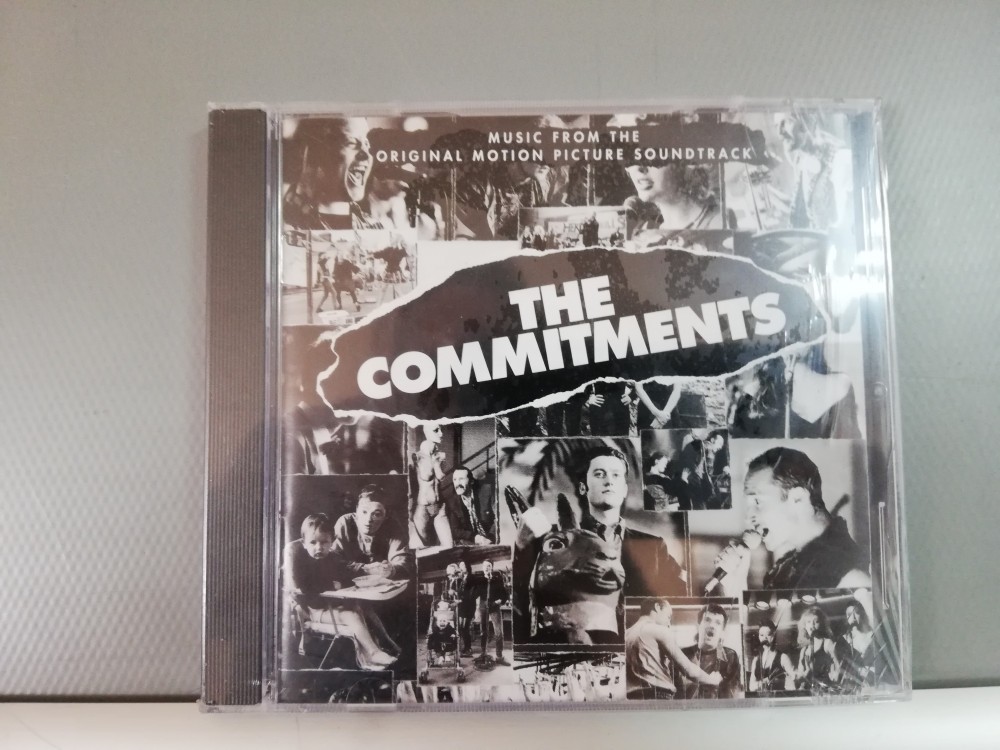 MUSIC FROM THE
ORIGINAL MOTION PICTURE SOUNDTRACK
THE
COMMITMENTS